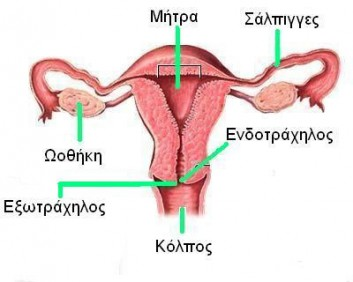 Μήτρα
Σάλπιγγες
Ενδοτράχηλος
Ωοθήκη
Εξωτράχηλος
Κόλπος